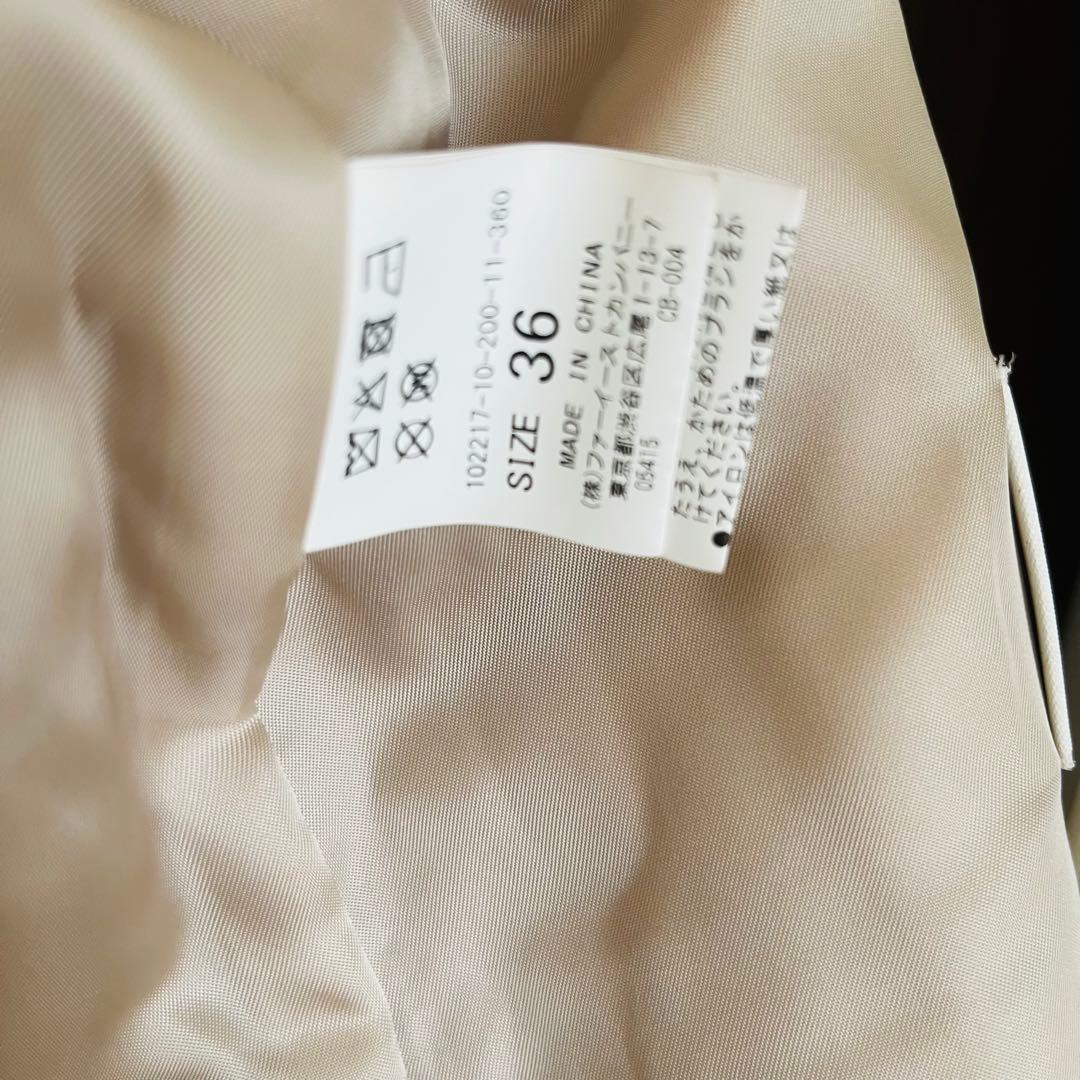 102217-10-200-11-360
SIZE 36
MADE IN CHINA
(株)ファーイーストカンパニー
東京都渋谷区広尾1-13-7
05415 CB-004
たうえ、かためのブラシをか
けてください。
●アイロンは低温で厚い紙又は